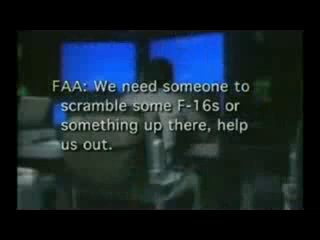 FAA: We need someone to
scramble some F-16s or
something up there, help
us out.